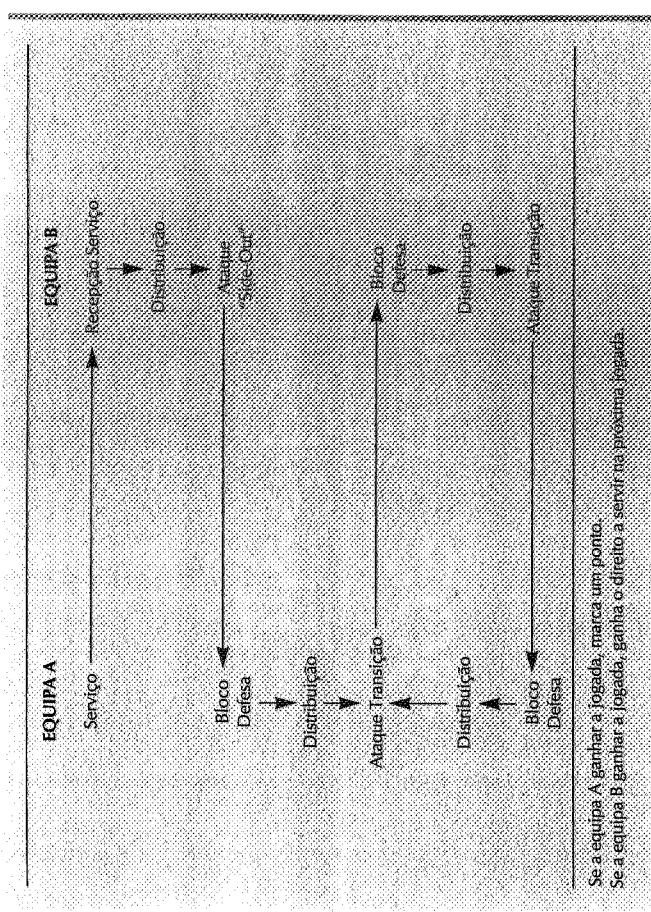 EQUIPA A
EQUIPA B
Serviço
Recepção Serviço
Distribuição
Ataque
"Side-Out"
Bloco
Defesa
Distribuição
Ataque Transição
Bloco
Defesa
Distribuição
Ataque Transição
Distribuição
Bloco
Defesa
Se a equipa A ganhar a jogada, marca um ponto.
Se a equipa B ganhar a jogada, ganha o direito a servir na próxima jogada.